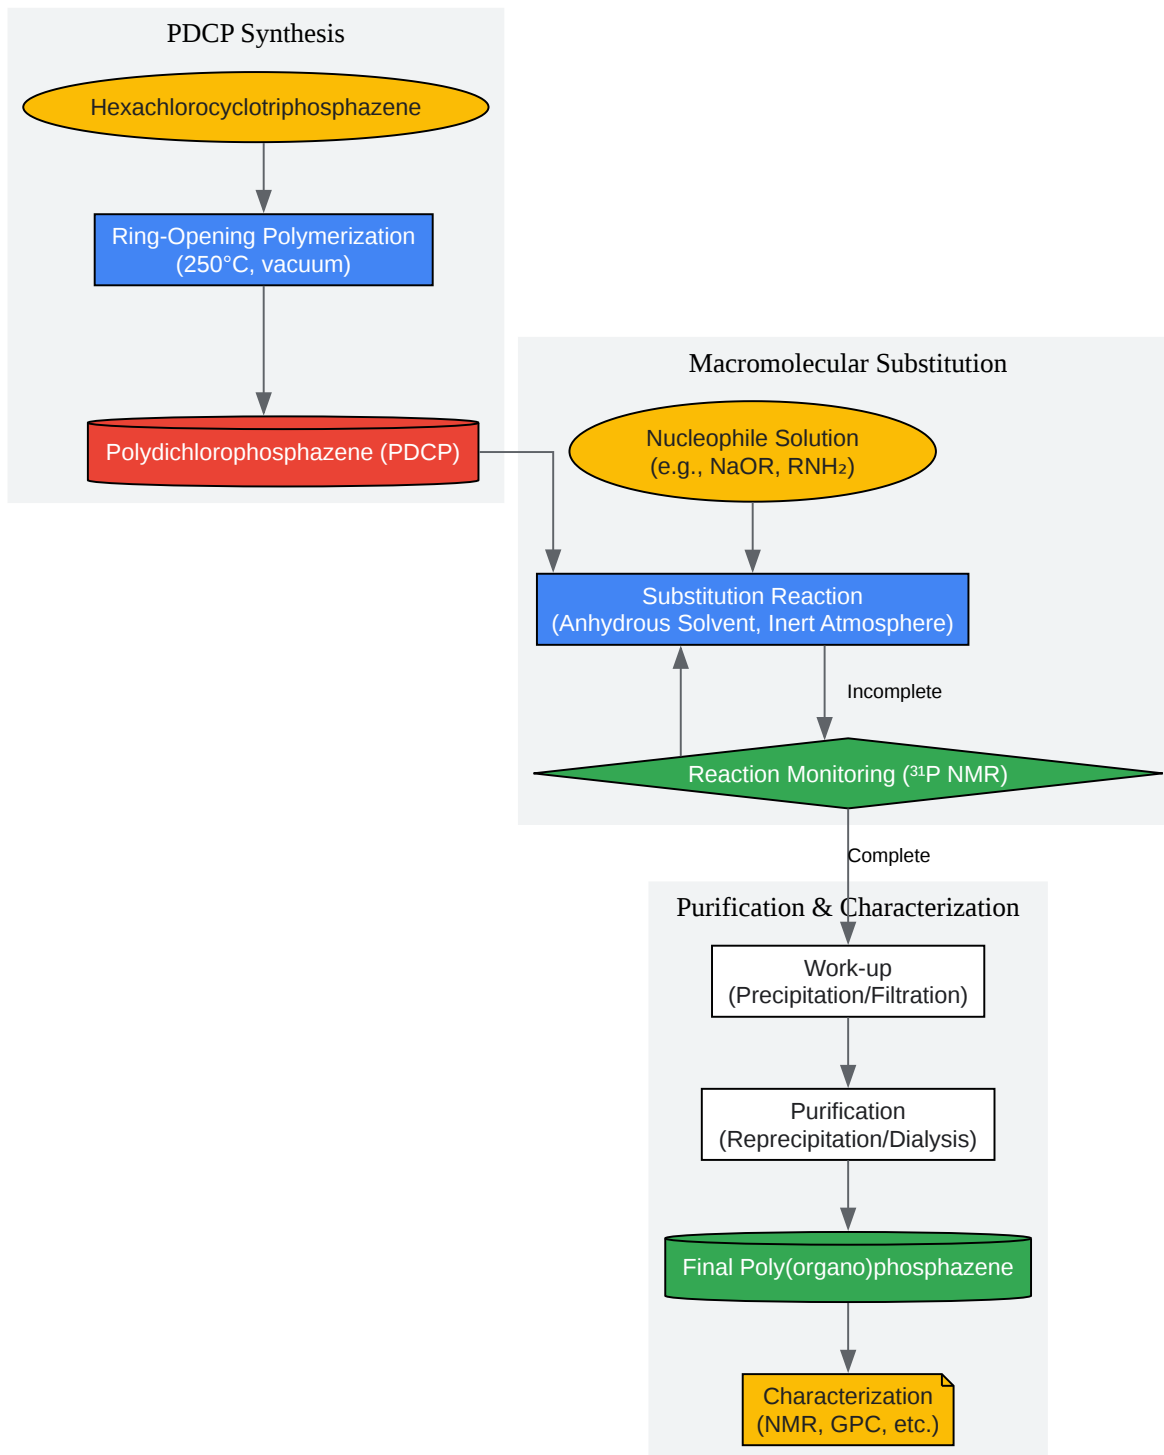 PDCP Synthesis
Hexachlorocyclotriphosphazene
Ring-Opening Polymerization
(250°C, vacuum)
Polydichlorophosphazene (PDCP)
Macromolecular Substitution
Nucleophile Solution
(e.g., NaOR, RNH₂)
Substitution Reaction
(Anhydrous Solvent, Inert Atmosphere)
Incomplete
Reaction Monitoring (³¹P NMR)
Complete
Purification & Characterization
Work-up
(Precipitation/Filtration)
Purification
(Reprecipitation/Dialysis)
Final Poly(organo)phosphazene
Characterization
(NMR, GPC, etc.)